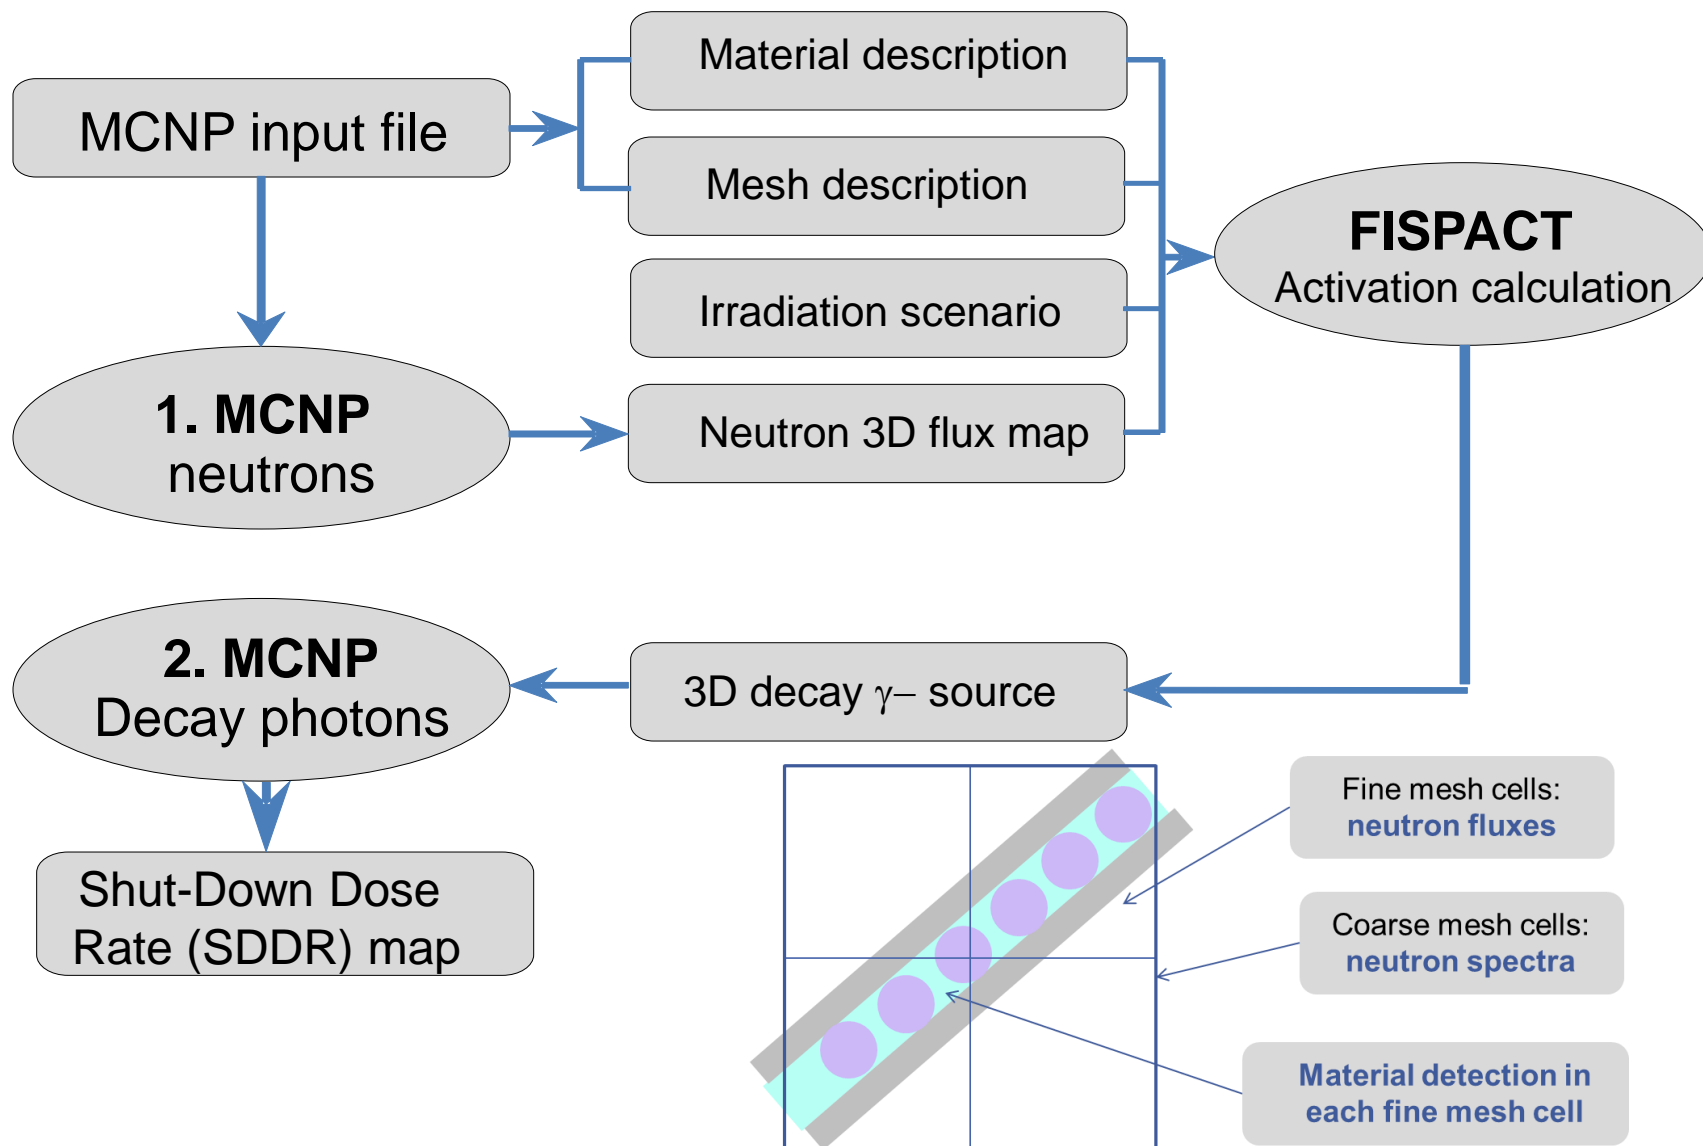 Material description
MCNP input file
Mesh description
FISPACT
Activation calculation
Irradiation scenario
1. MCNP
neutrons
Neutron 3D flux map
2. MCNP
Decay photons
3D decay γ− source
Shut-Down Dose
Rate (SDDR) map
Fine mesh cells:
neutron fluxes
Coarse mesh cells:
neutron spectra
Material detection in
each fine mesh cell